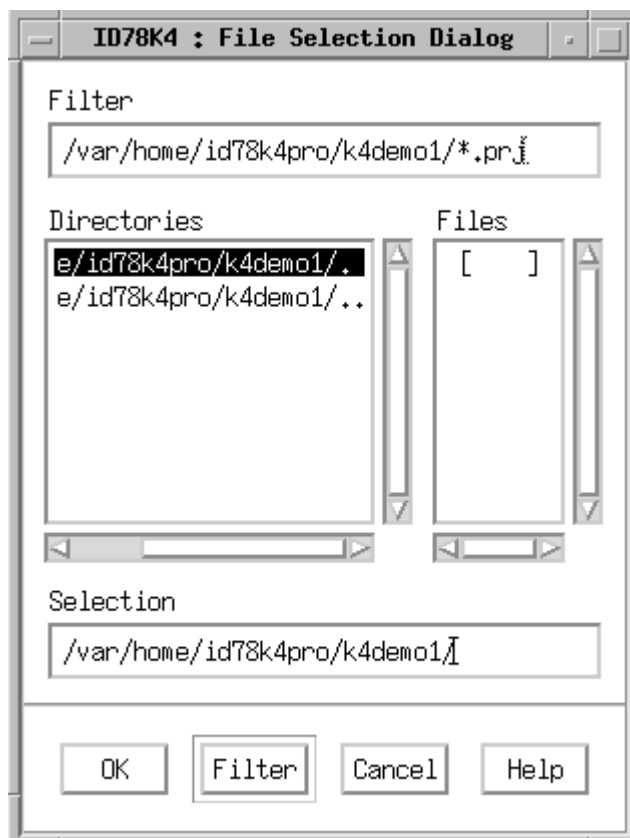 ID78K4 : File Selection Dialog
Filter
/var/home/id78k4pro/k4demo1/*.prj
Directories
Files
e/id78k4pro/k4demo1/.
[ ]
e/id78k4pro/k4demo1/..
Selection
/var/home/id78k4pro/k4demo1/
OK
Filter
Cancel
Help